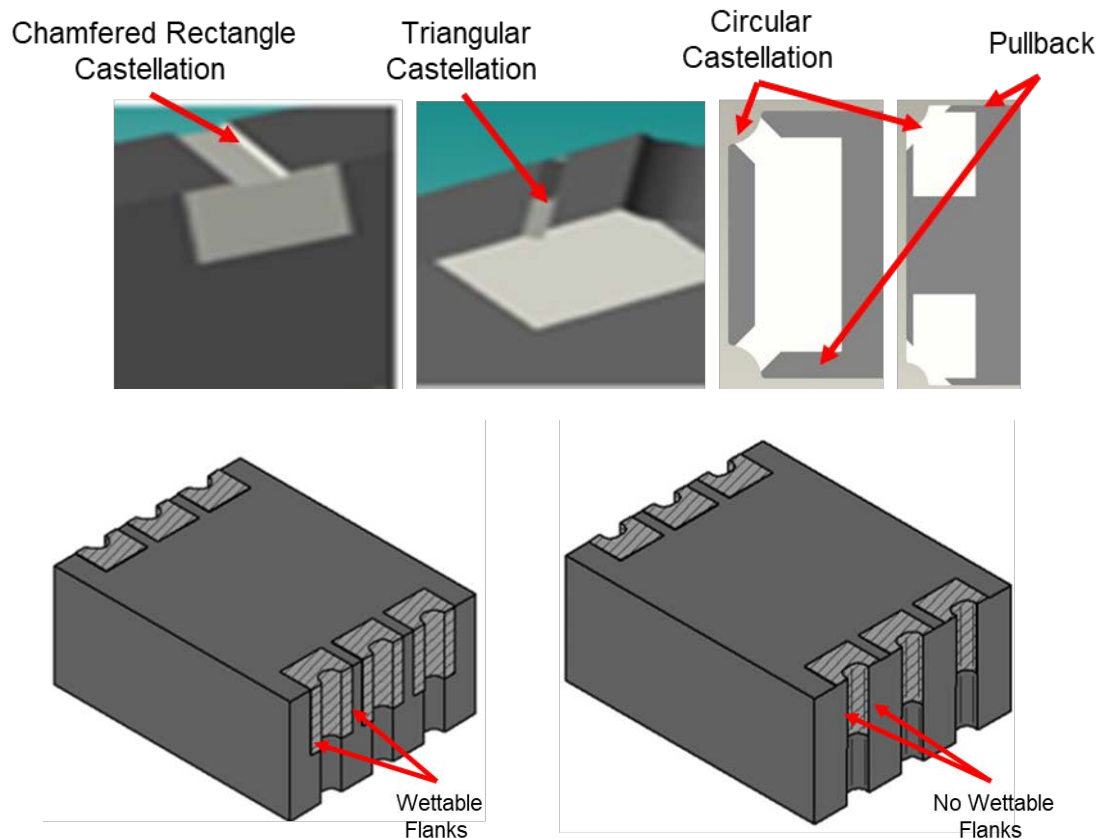 Chamfered Rectangle
Castellation
Triangular
Castellation
Circular
Castellation
Pullback
Wettable
Flanks
No Wettable
Flanks